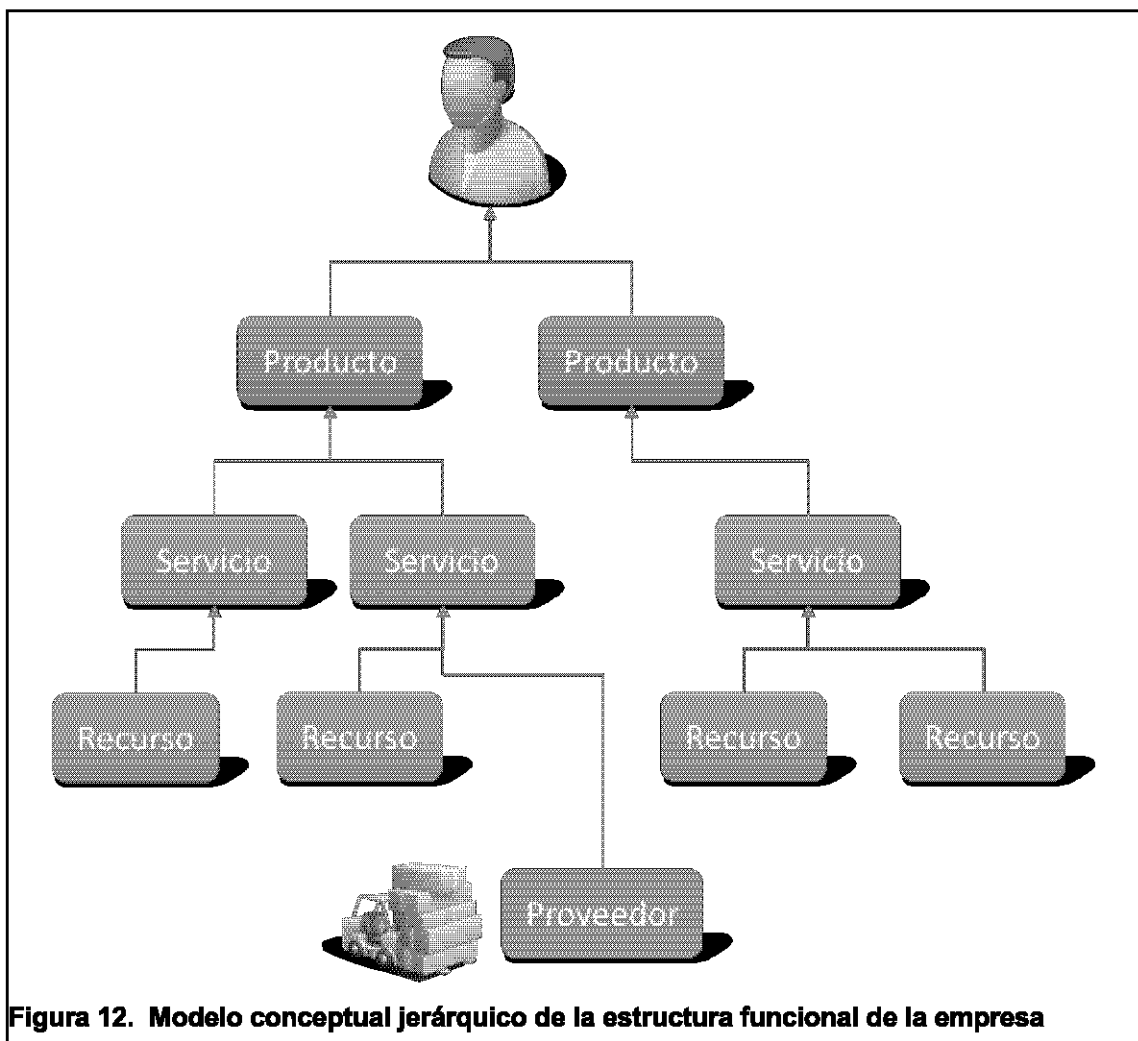 Producto
Producto
Servicio
Servicio
Servicio
Recurso
Recurso
Recurso
Recurso
Proveedor
Figura 12. Modelo conceptual jerárquico de la estructura funcional de la empresa